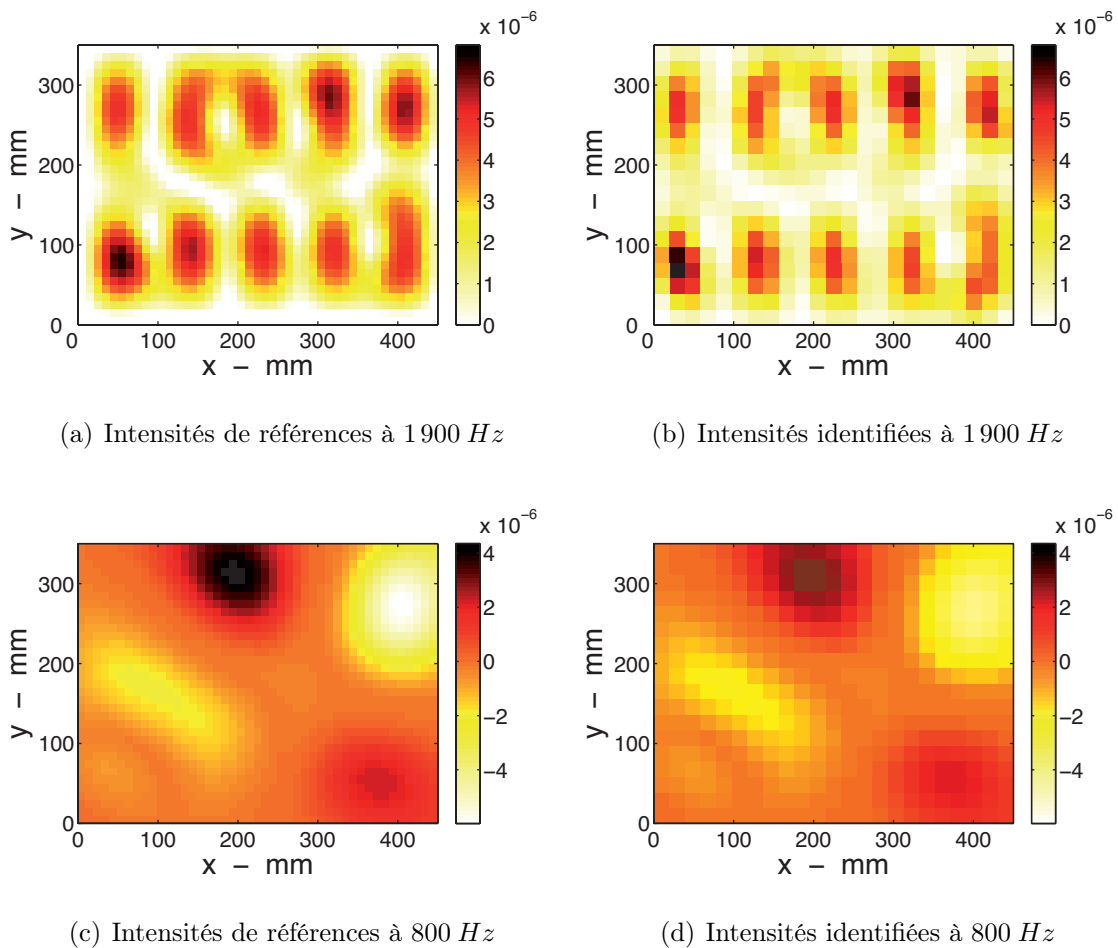 x 10⁻⁶
6
5
4
3
2
1
0
300
200
100
0
0 100 200 300 400
y − mm
x − mm
(a) Intensités de références à 1 900 Hz
x 10⁻⁶
6
5
4
3
2
1
0
300
200
100
0
0 100 200 300 400
y − mm
x − mm
(b) Intensités identifiées à 1 900 Hz
x 10⁻⁶
4
2
0
−2
−4
300
200
100
0
0 100 200 300 400
y − mm
x − mm
(c) Intensités de références à 800 Hz
x 10⁻⁶
4
2
0
−2
−4
300
200
100
0
0 100 200 300 400
y − mm
x − mm
(d) Intensités identifiées à 800 Hz